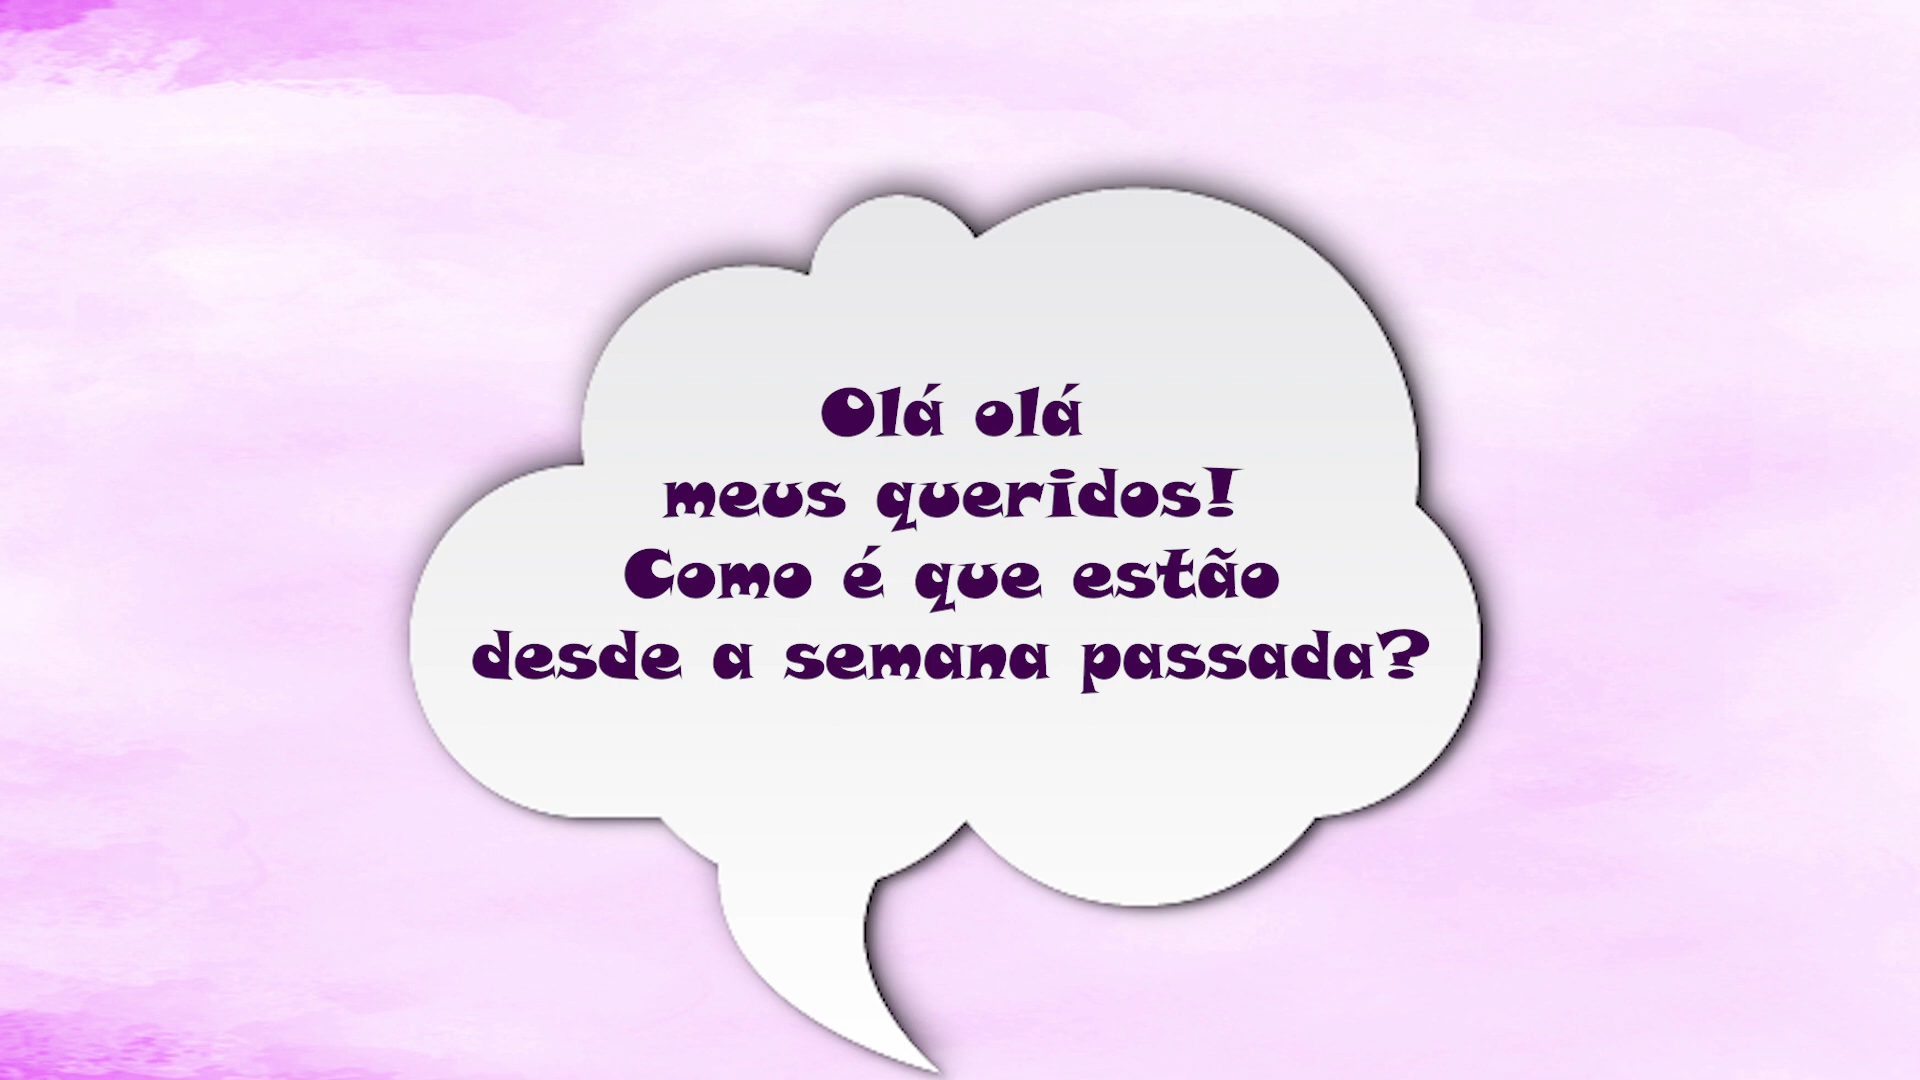 Olá olá
meus queridos!
Como é que estão
desde a semana passada?